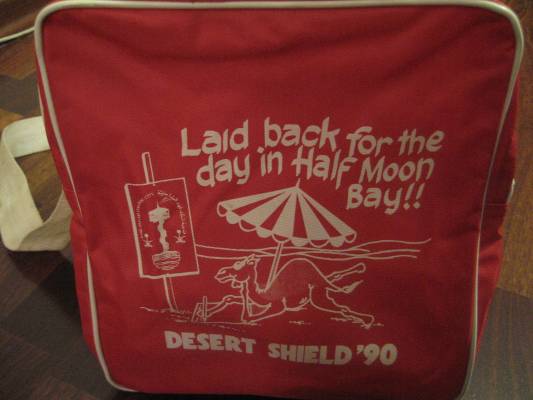 Laid back for the
day in Half Moon
Bay!!
DESERT SHIELD '90